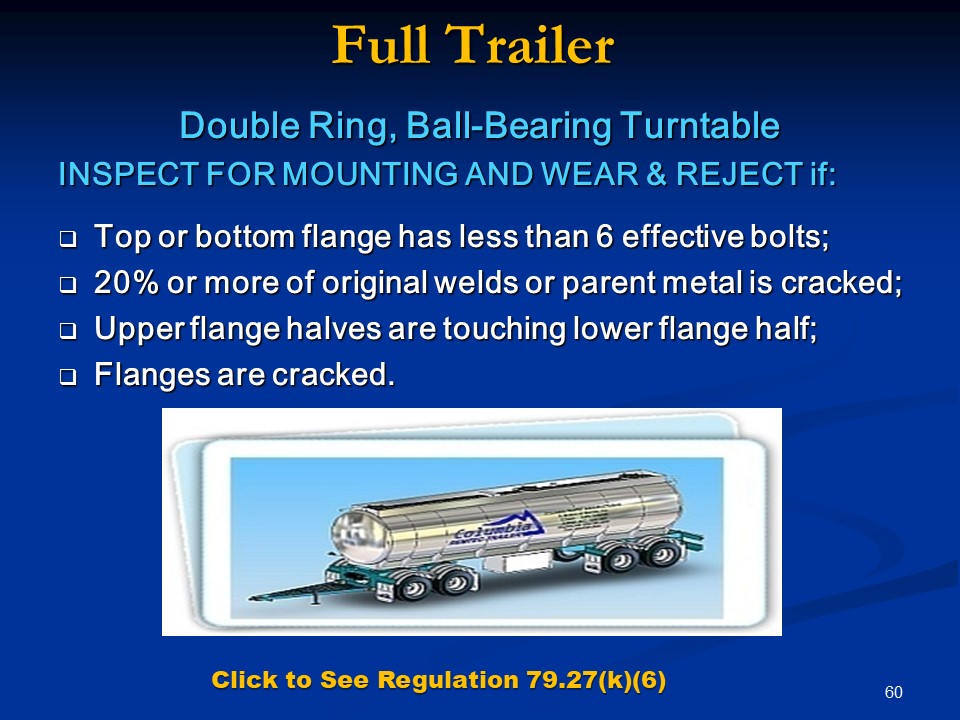 Full Trailer
Double Ring, Ball-Bearing Turntable
INSPECT FOR MOUNTING AND WEAR & REJECT if:
Top or bottom flange has less than 6 effective bolts;
20% or more of original welds or parent metal is cracked;
Upper flange halves are touching lower flange half;
Flanges are cracked.
Columbia
Click to See Regulation 79.27(k)(6)
60